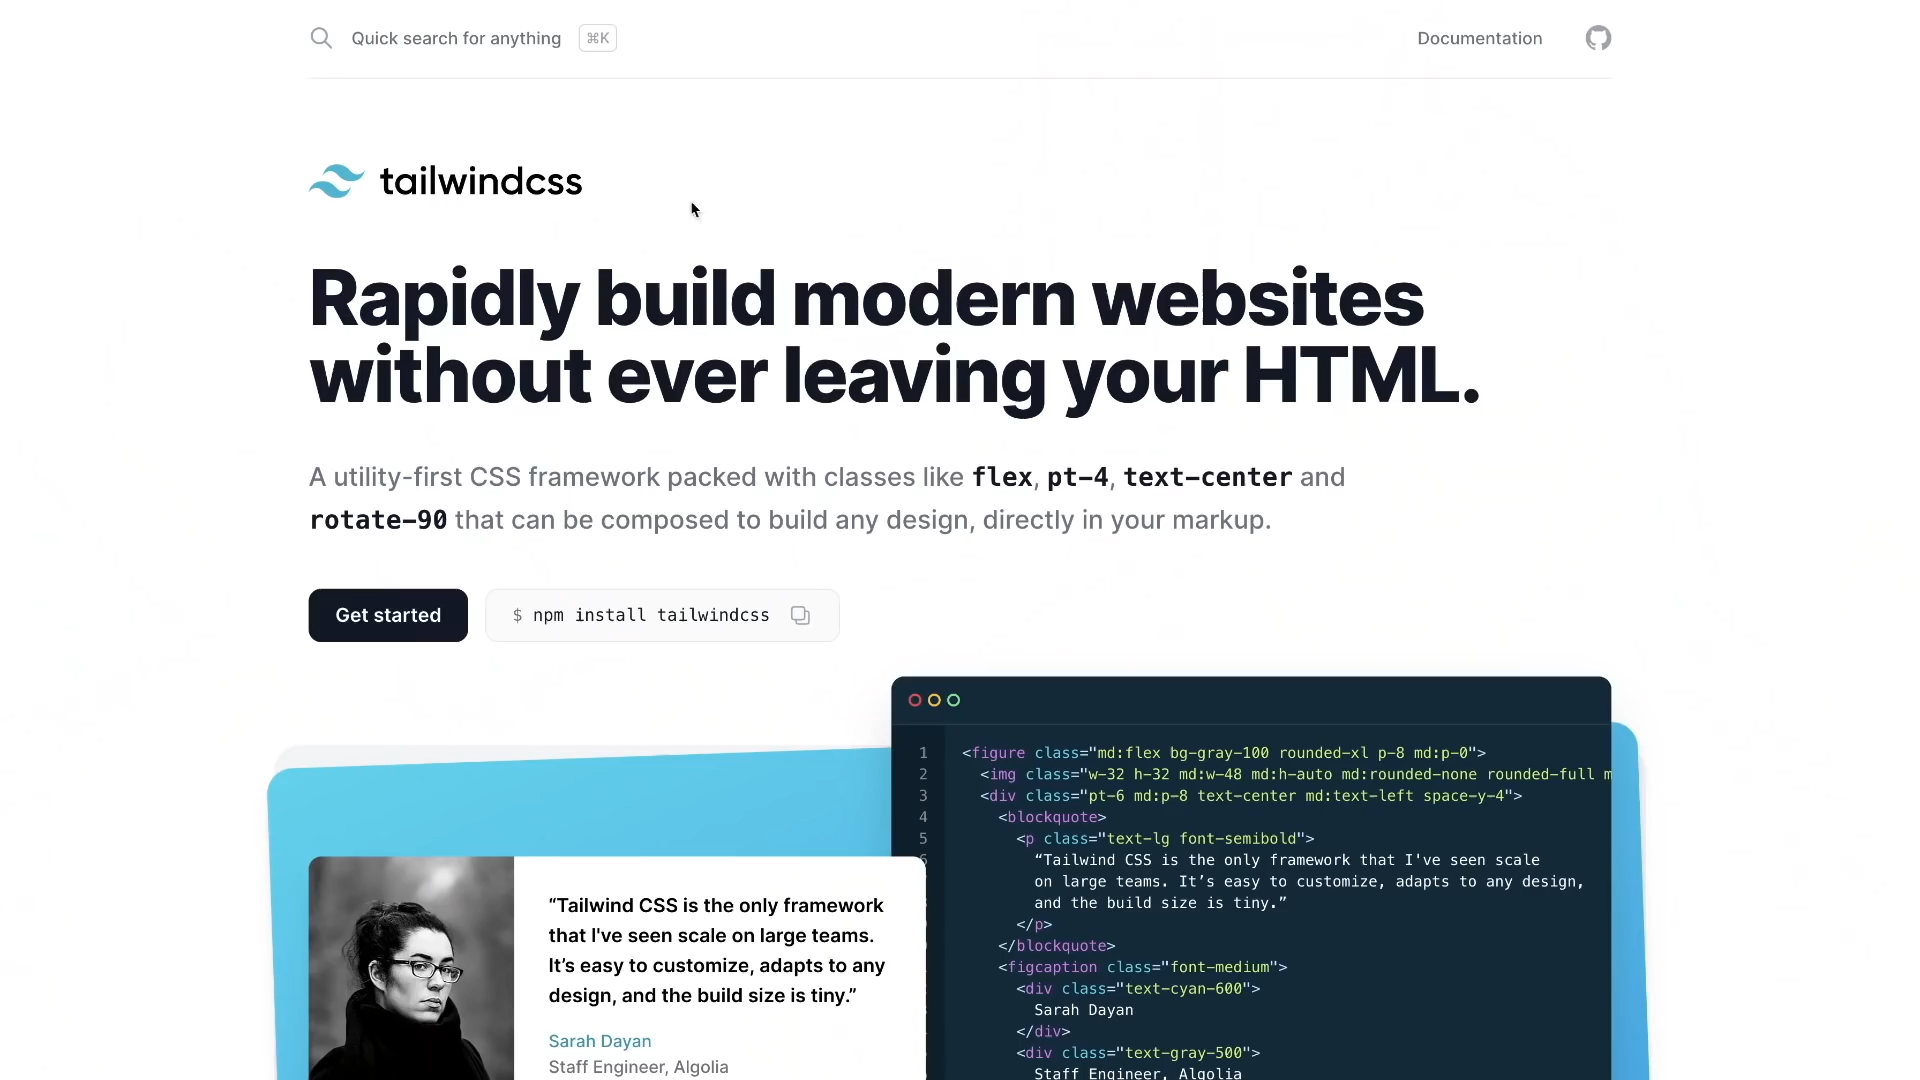 Quick search for anything ⌘K
Documentation
tailwindcss
Rapidly build modern websites
without ever leaving your HTML.
A utility-first CSS framework packed with classes like flex, pt-4, text-center and
rotate-90 that can be composed to build any design, directly in your markup.
Get started
$ npm install tailwindcss
1 <figure class="md:flex bg-gray-100 rounded-xl p-8 md:p-0">
2 <img class="w-32 h-32 md:w-48 md:h-auto md:rounded-none rounded-full m
3 <div class="pt-6 md:p-8 text-center md:text-left space-y-4">
4 <blockquote>
5 <p class="text-lg font-semibold">
“Tailwind CSS is the only framework that I've seen scale
on large teams. It’s easy to customize, adapts to any design,
and the build size is tiny.”
</p>
</blockquote>
<figcaption class="font-medium">
<div class="text-cyan-600">
Sarah Dayan
</div>
<div class="text-gray-500">
Staff Engineer, Algolia
“Tailwind CSS is the only framework
that I've seen scale on large teams.
It’s easy to customize, adapts to any
design, and the build size is tiny.”
Sarah Dayan
Staff Engineer, Algolia